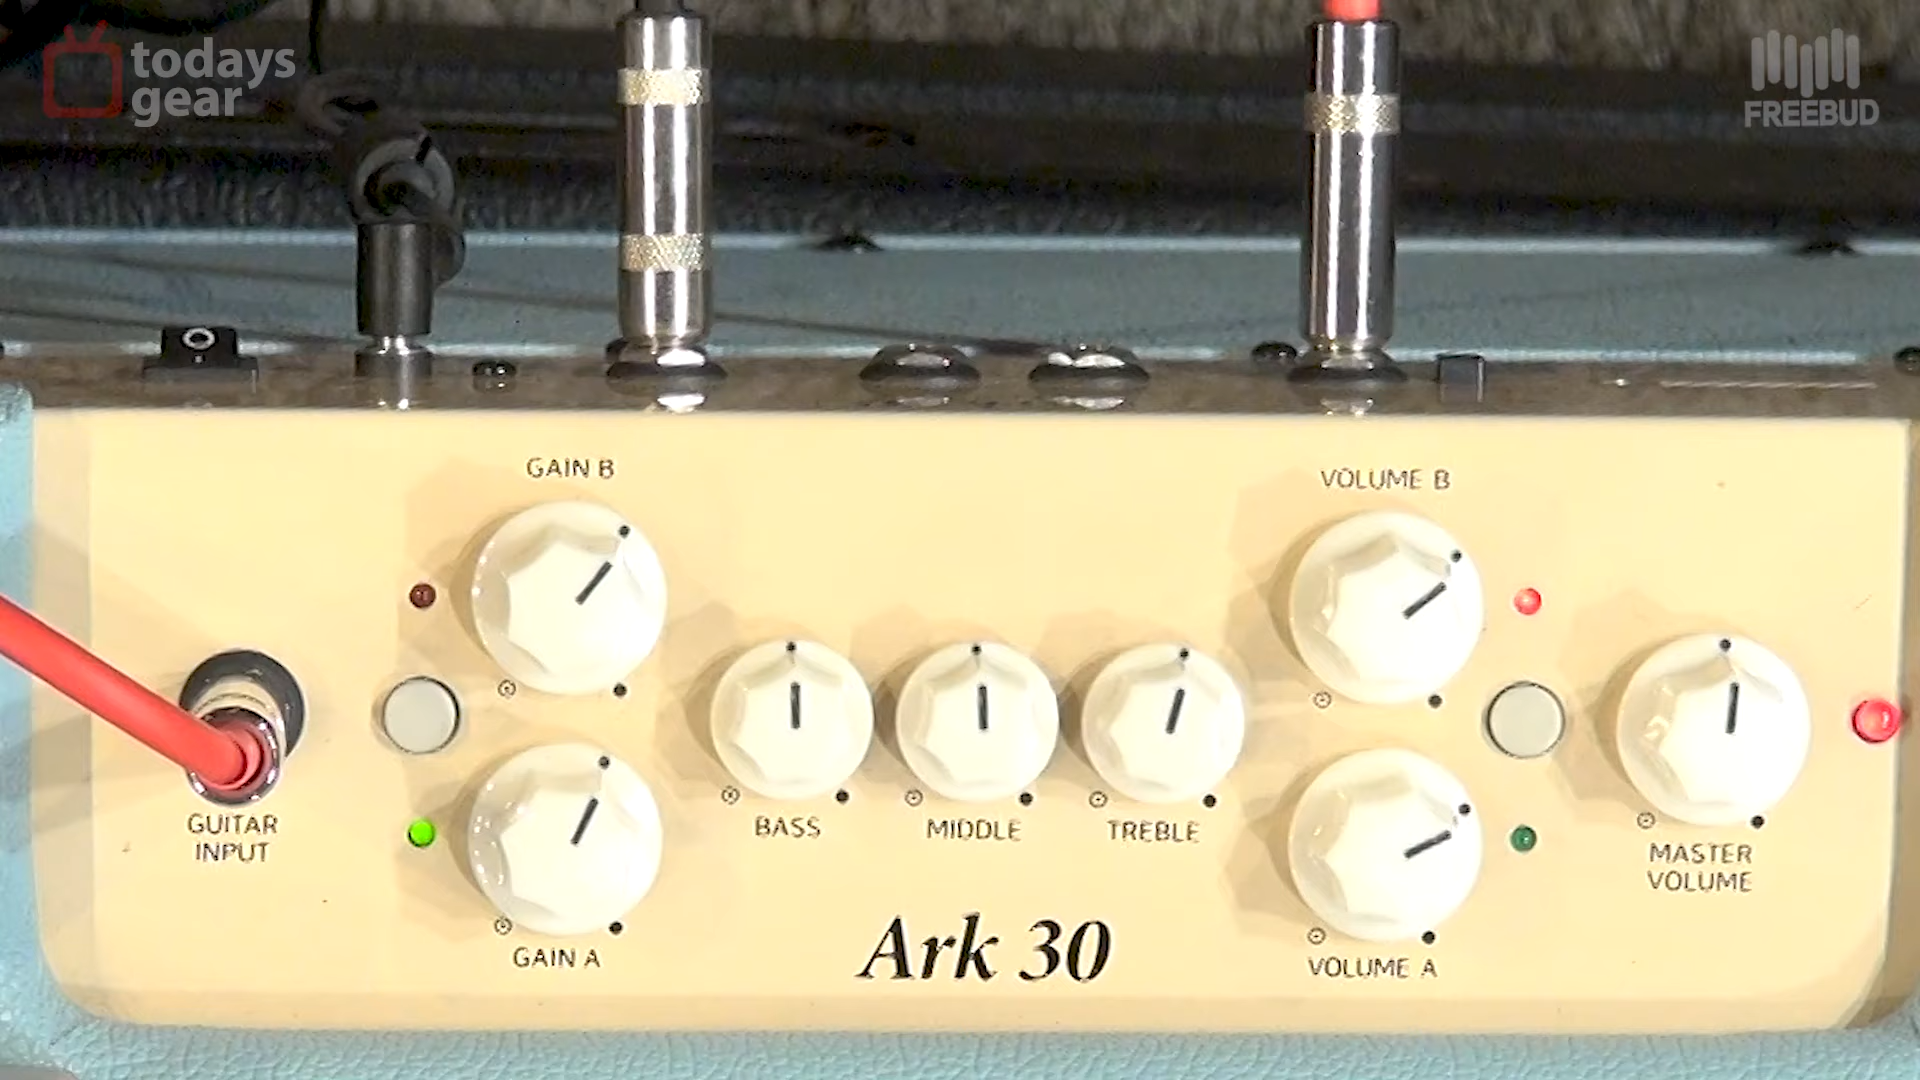 todays
gear
FREEBUD
GAIN B
VOLUME B
GUITAR
INPUT
BASS
MIDDLE
TREBLE
MASTER
VOLUME
GAIN A
VOLUME A
Ark 30